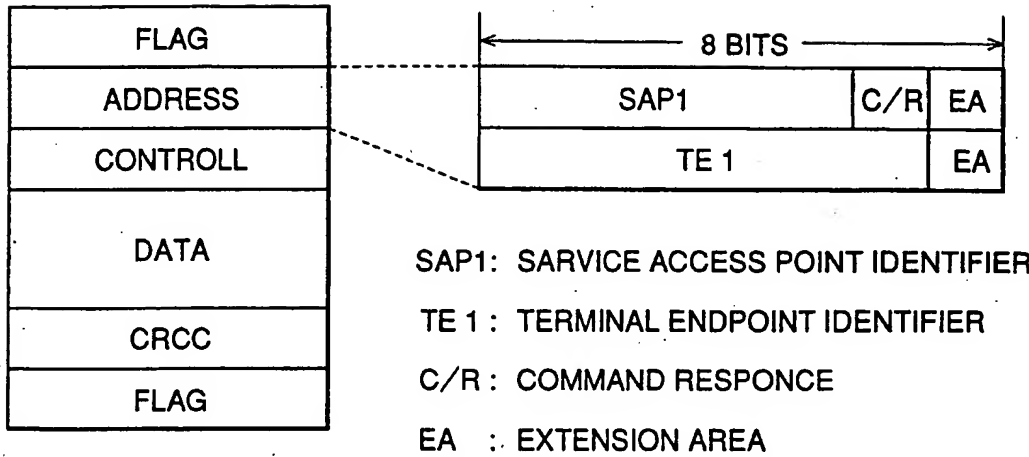 FLAG
ADDRESS
CONTROLL
DATA
CRCC
FLAG
8 BITS
SAP1 C/R EA
TE 1 EA
SAP1: SARVICE ACCESS POINT IDENTIFIER
TE 1 : TERMINAL ENDPOINT IDENTIFIER
C/R : COMMAND RESPONCE
EA : EXTENSION AREA